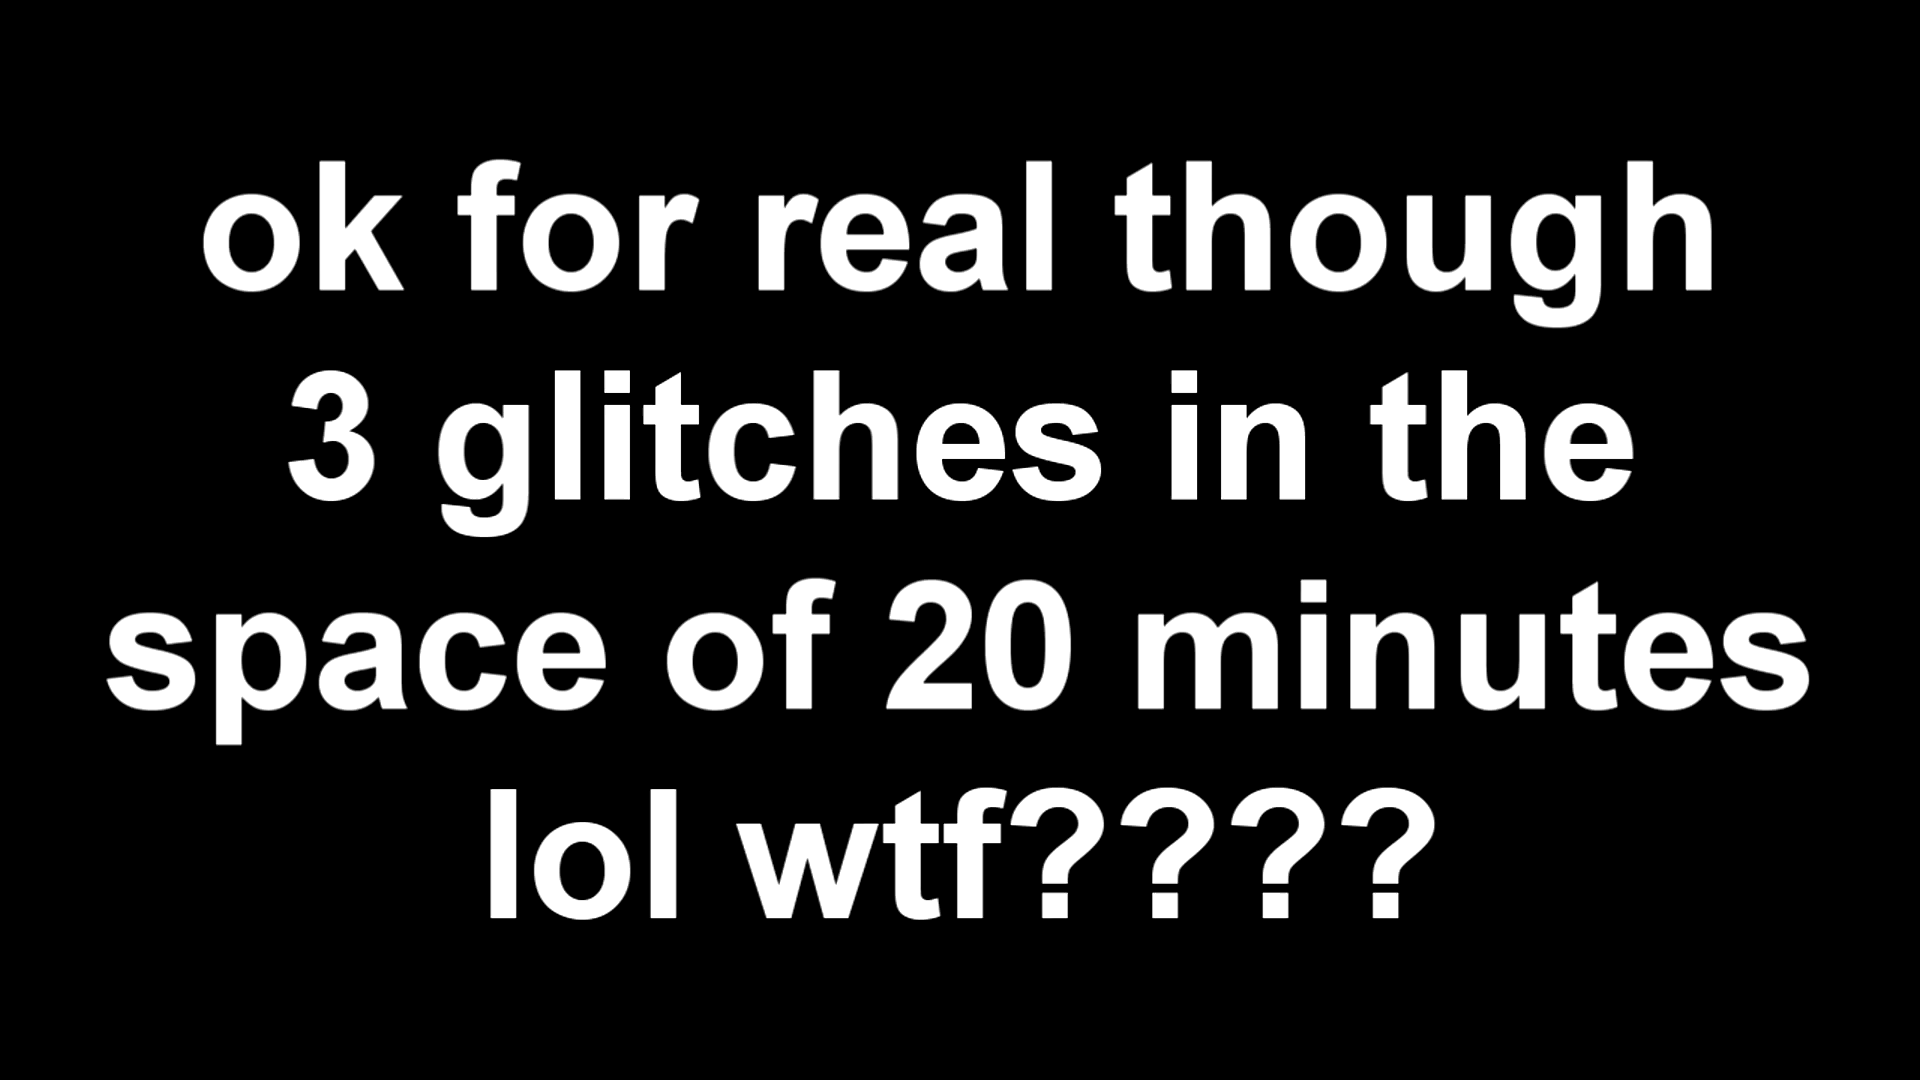 ok for real though
3 glitches in the
space of 20 minutes
lol wtf????